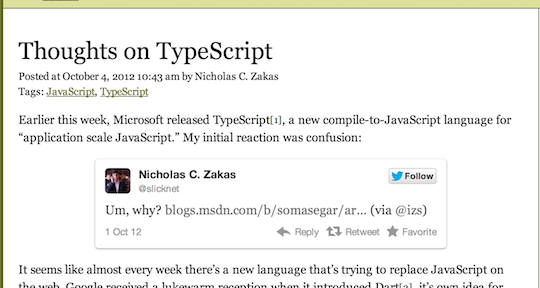 Thoughts on TypeScript
Posted at October 4, 2012 10:43 am by Nicholas C. Zakas
Tags: JavaScript, TypeScript
Earlier this week, Microsoft released TypeScript[1], a new compile-to-JavaScript language for
“application scale JavaScript.” My initial reaction was confusion:
Nicholas C. Zakas
@slicknet
Follow
Um, why? blogs.msdn.com/b/somasegar/ar... (via @izs)
1 Oct 12
Reply
Retweet
Favorite
It seems like almost every week there’s a new language that’s trying to replace JavaScript on
the web. Google received a lukewarm reception when it introduced Dart[2], it’s own idea for